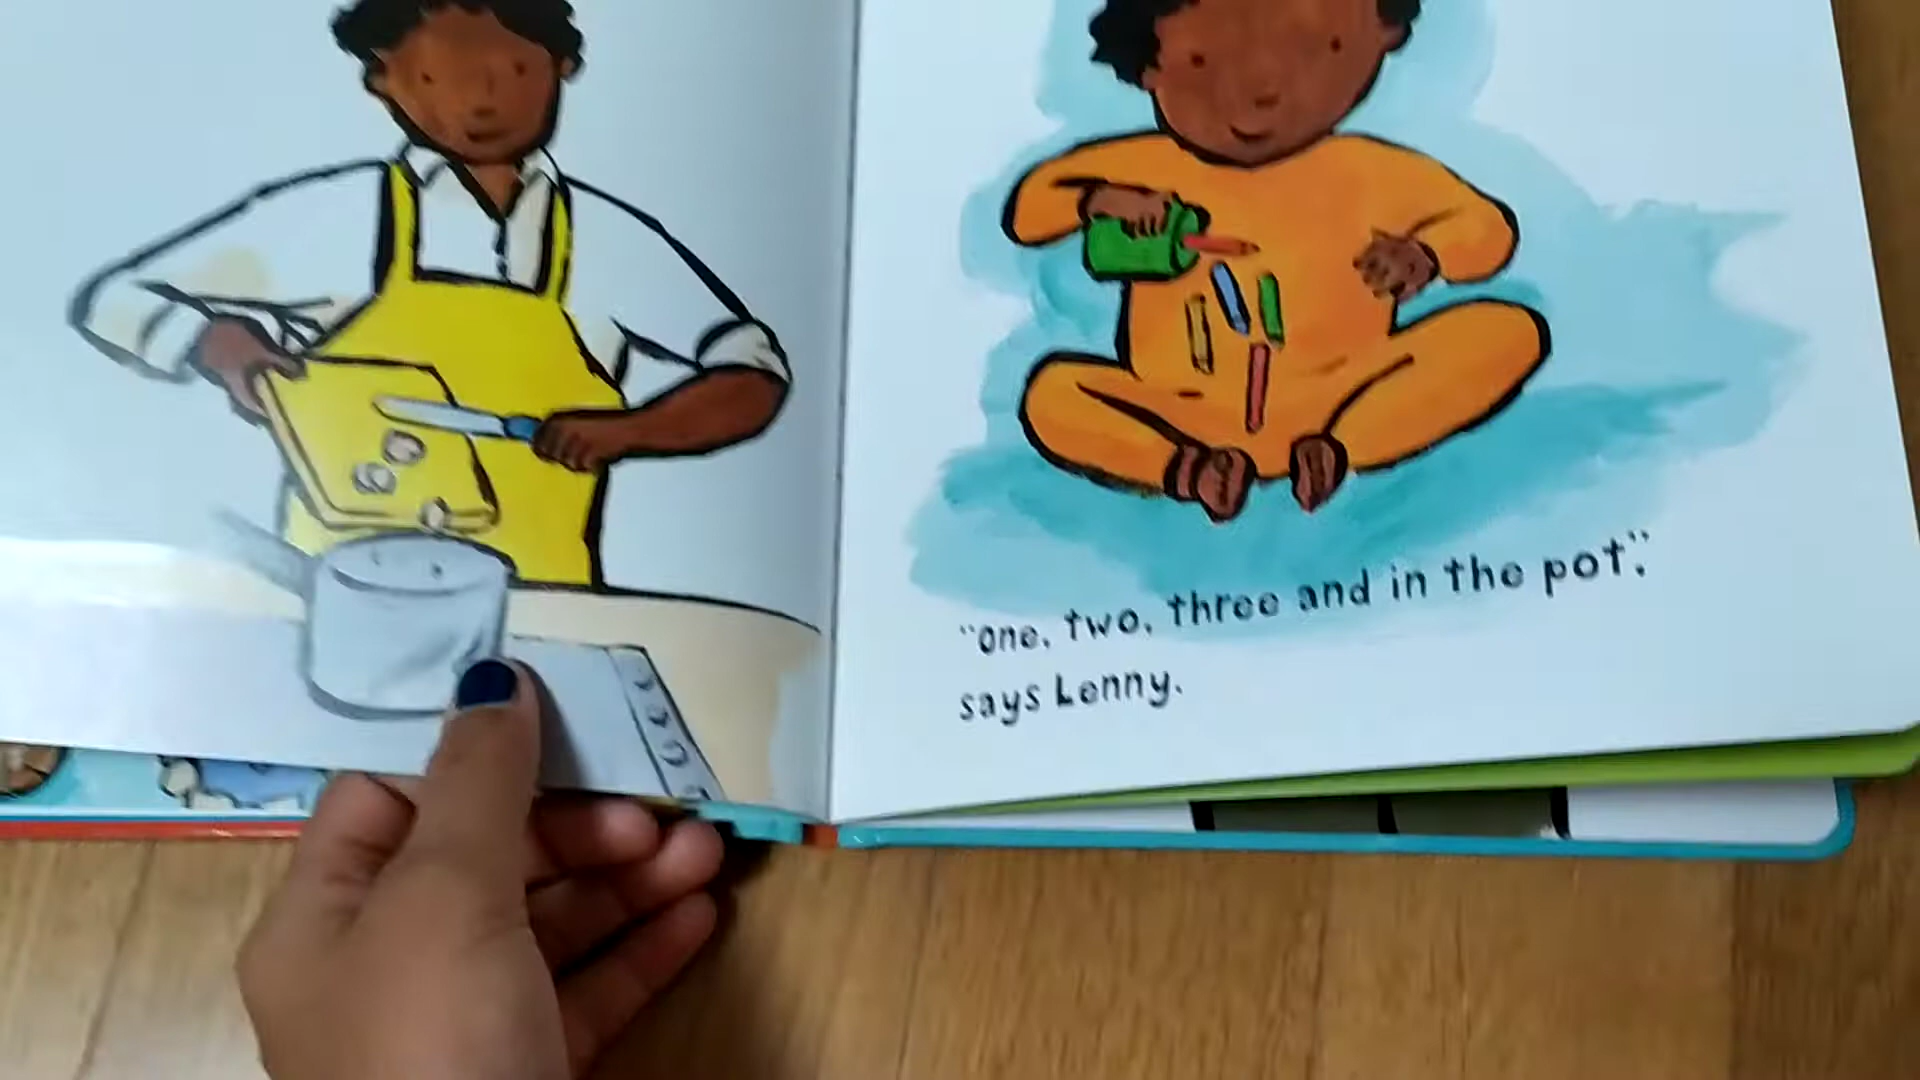 "One, two, three and in the pot",
says Lenny.